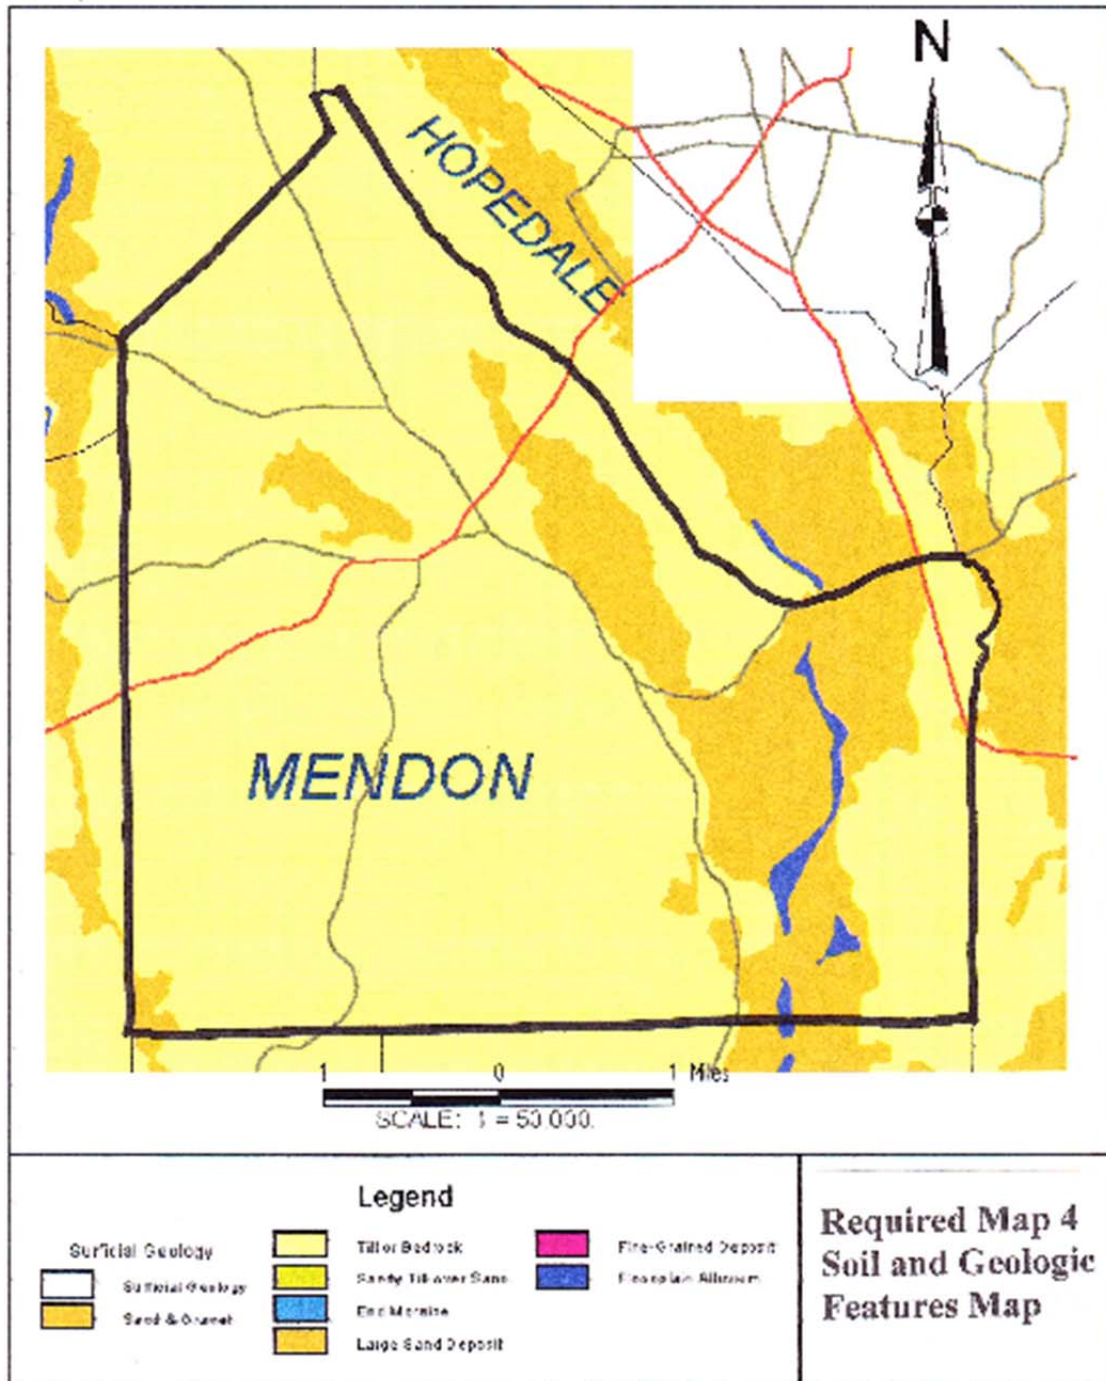 N
HOPEDALE
MENDON
1 0 1 Miles
SCALE: 1 = 50,000.
Legend
Surficial Geology
Surficial Geology
Sand & Gravel
Till or Bedrock
Sandy Till over Sand
End Moraine
Large Sand Deposit
Fine-Grained Deposit
Floodplain Alluvium
Required Map 4
Soil and Geologic
Features Map